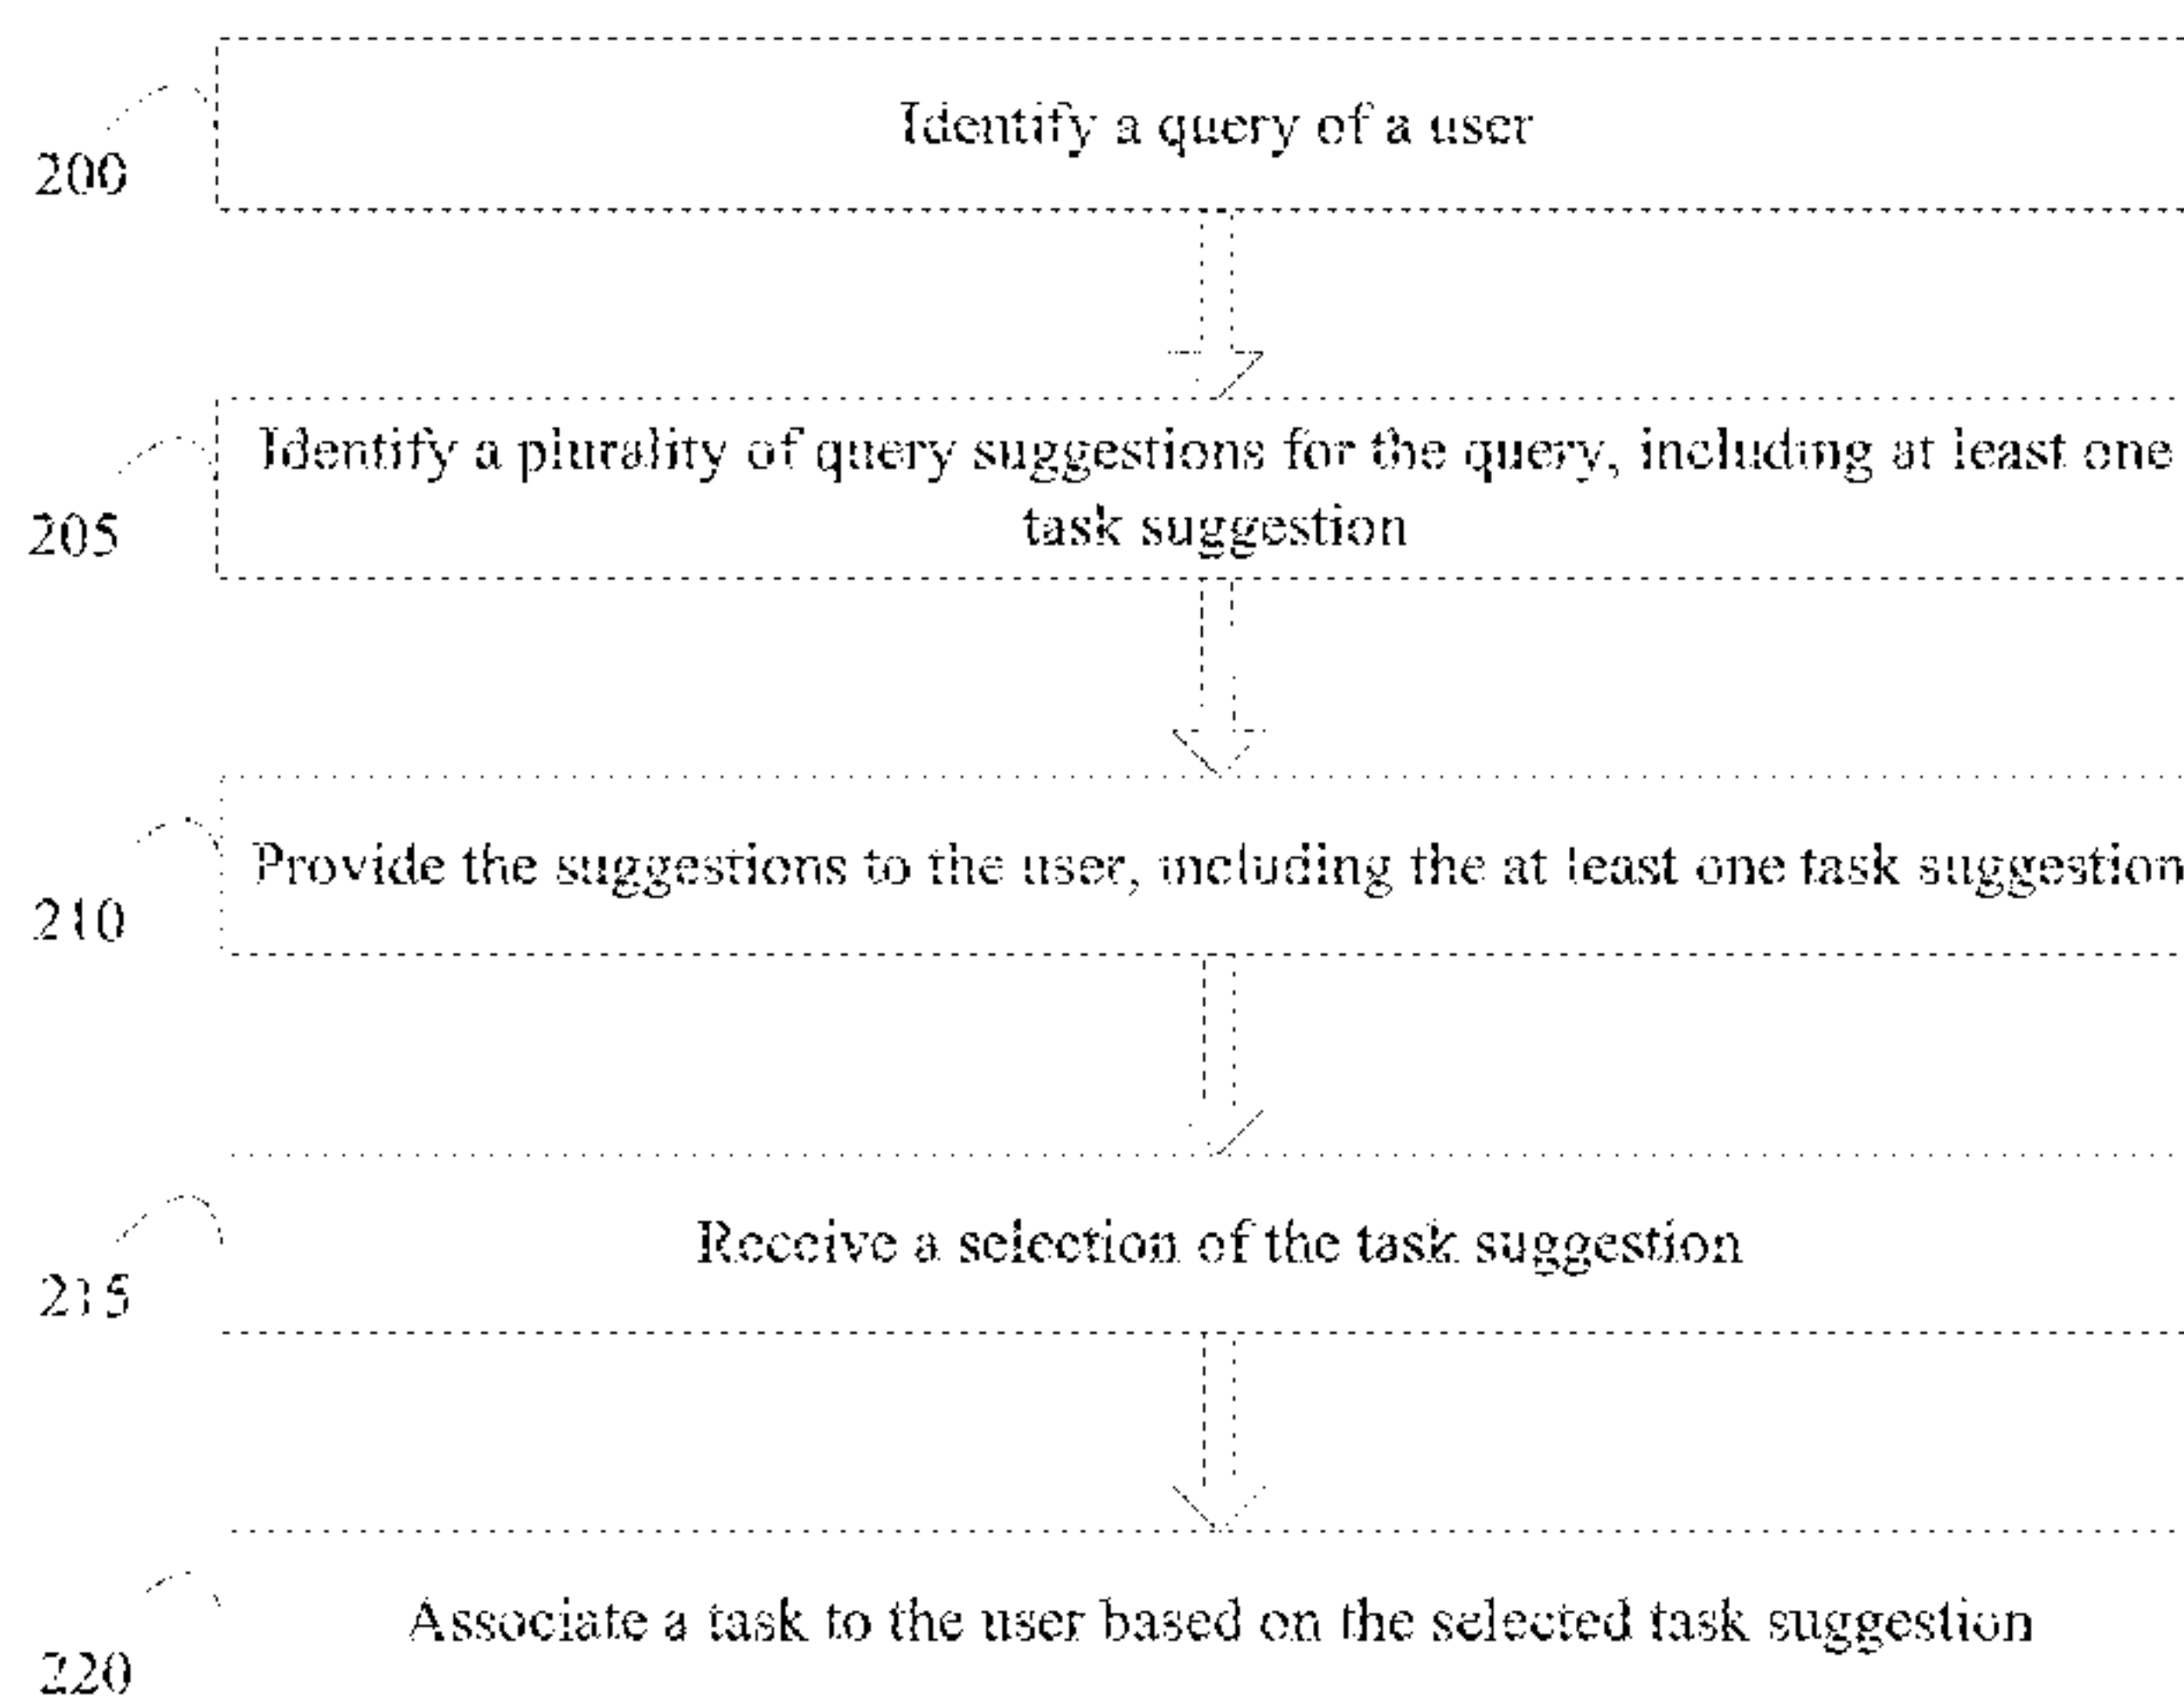 Identify a query of a user
200
Identify a plurality of query suggestions for the query, including at least one
task suggestion
205
Provide the suggestions to the user, including the at least one task suggestion
210
Receive a selection of the task suggestion
215
Associate a task to the user based on the selected task suggestion
220